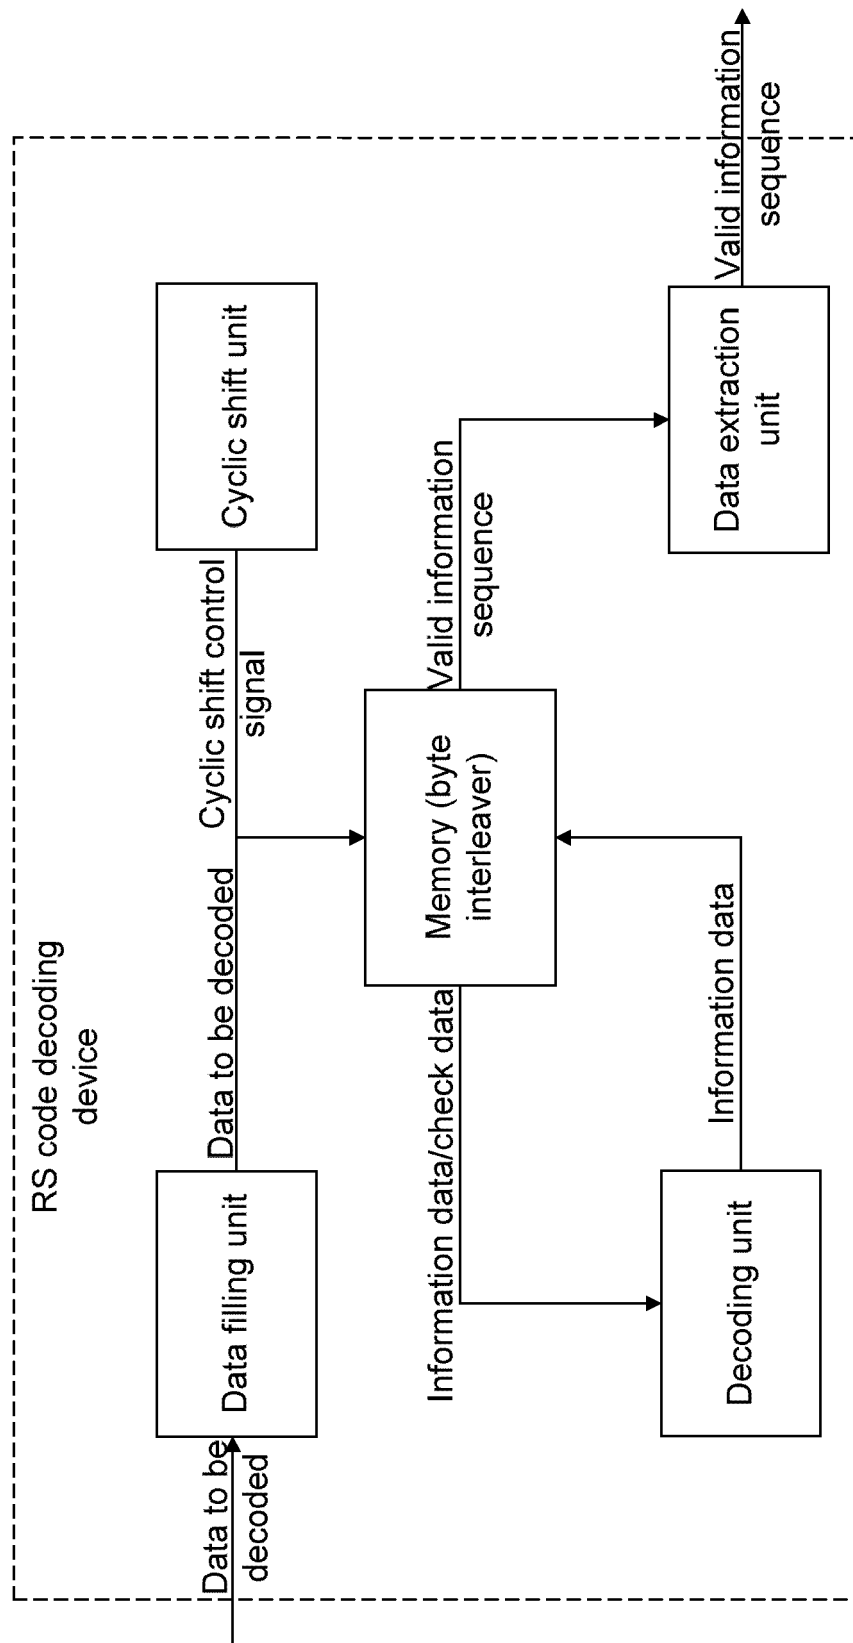 RS code decoding
device
Data to be
decoded
Data filling unit
Data to be decoded
Cyclic shift control
signal
Cyclic shift unit
Information data/check data
Memory (byte
interleaver)
Valid information
sequence
Decoding unit
Information data
Data extraction
unit
Valid information
sequence